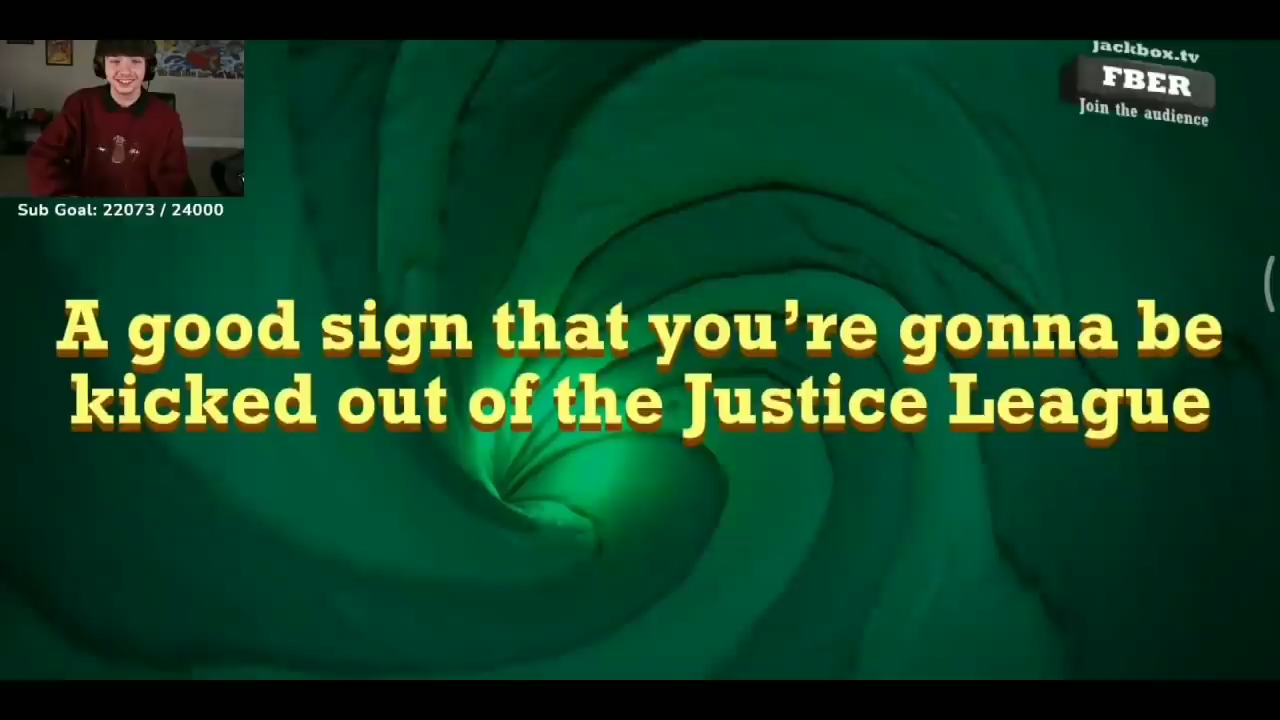 jackbox.tv
FBER
Join the audience
Sub Goal: 22073 / 24000
A good sign that you're gonna be
kicked out of the Justice League